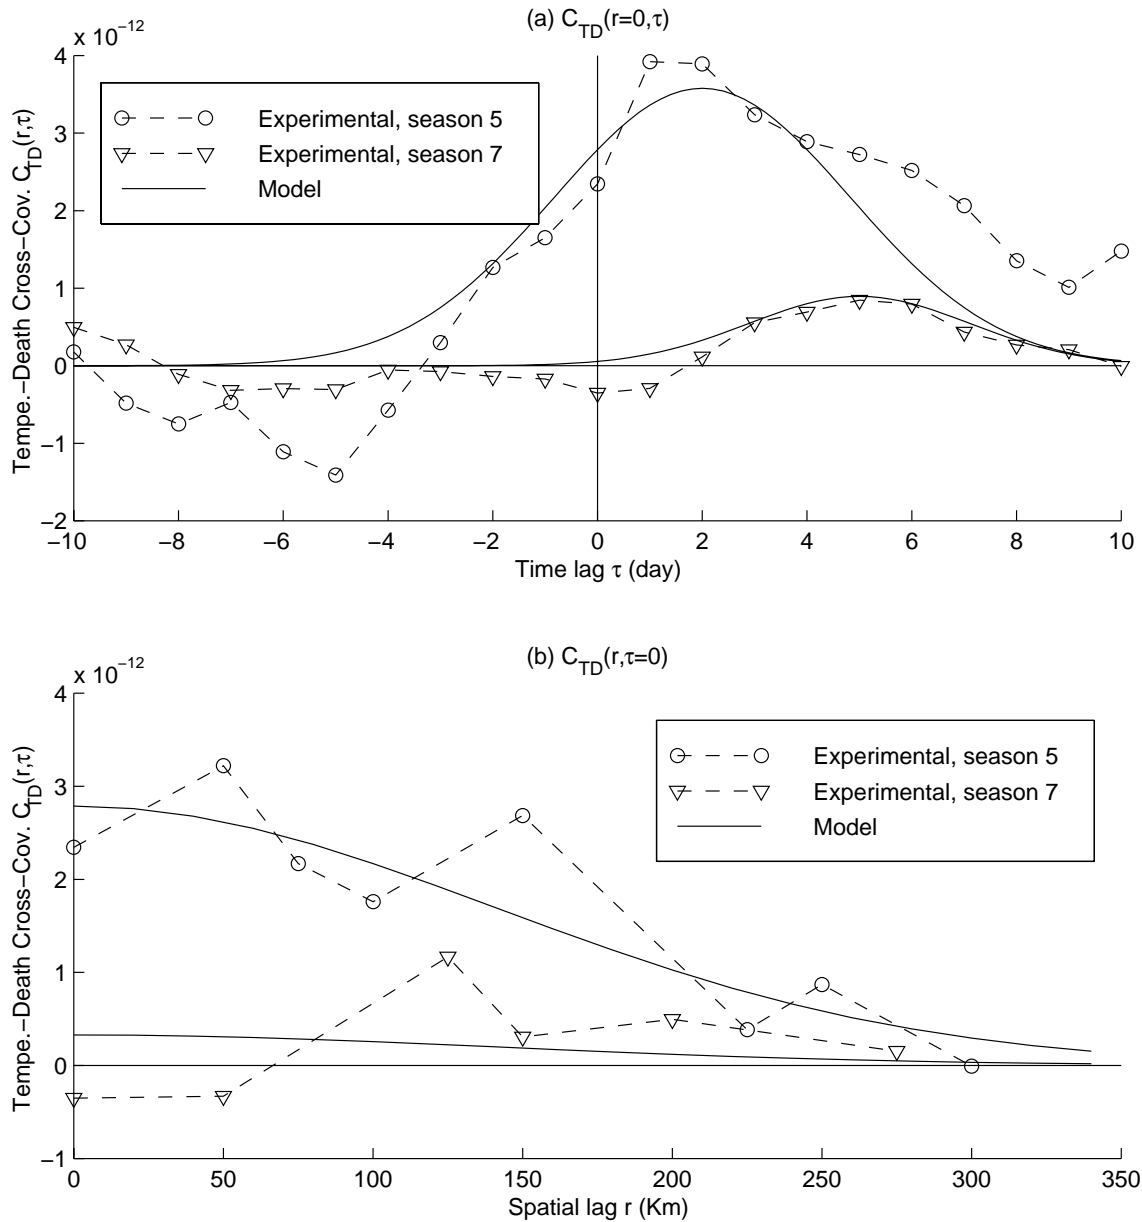 (a) C_TD(r=0,τ)
x 10^−12
4
3
2
1
0
−1
−2
Tempe.−Death Cross−Cov. C_TD(r,τ)
Experimental, season 5
Experimental, season 7
Model
−10 −8 −6 −4 −2 0 2 4 6 8 10
Time lag τ (day)
(b) C_TD(r,τ=0)
x 10^−12
4
3
2
1
0
−1
Tempe.−Death Cross−Cov. C_TD(r,τ)
Experimental, season 5
Experimental, season 7
Model
0 50 100 150 200 250 300 350
Spatial lag r (Km)